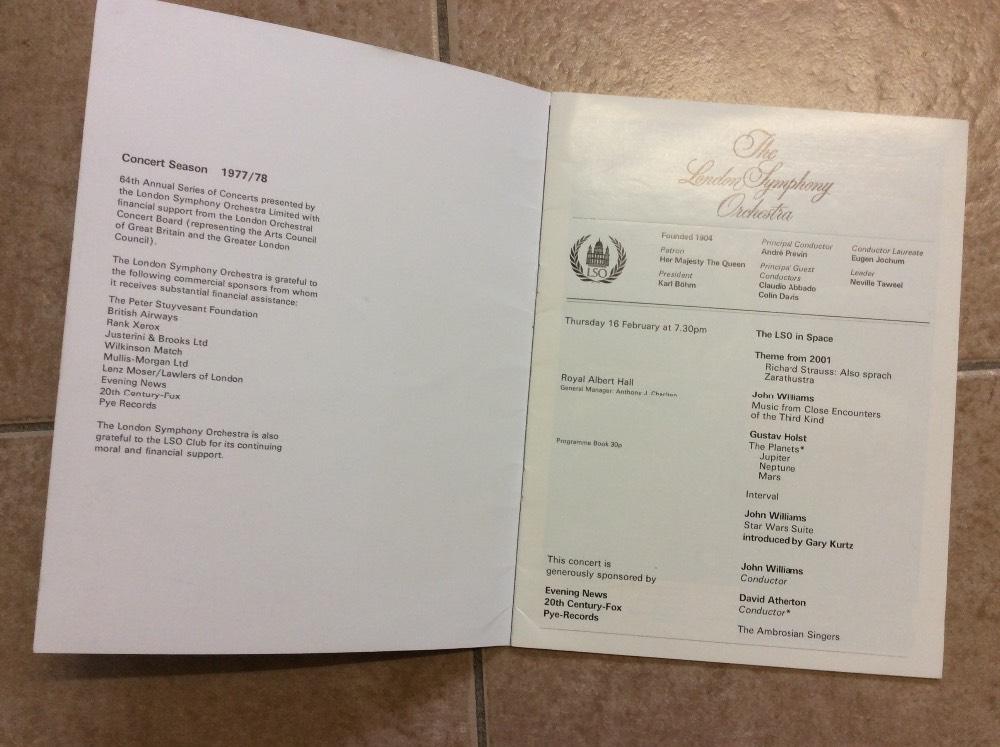 Concert Season 1977/78
64th Annual Series of Concerts presented by
the London Symphony Orchestra Limited with
financial support from the London Orchestral
Concert Board (representing the Arts Council
of Great Britain and the Greater London
Council).
The London Symphony Orchestra is grateful to
the following commercial sponsors from whom
it receives substantial financial assistance:
The Peter Stuyvesant Foundation
British Airways
Rank Xerox
Justerini & Brooks Ltd
Wilkinson Match
Mullis-Morgan Ltd
Lenz Moser/Lawlers of London
Evening News
20th Century-Fox
Pye Records
The London Symphony Orchestra is also
grateful to the LSO Club for its continuing
moral and financial support.
The
London Symphony
Orchestra
LSO
Founded 1904
Patron
Her Majesty The Queen
President
Karl Böhm
Principal Conductor
André Previn
Principal Guest
Conductors
Claudio Abbado
Colin Davis
Conductor Laureate
Eugen Jochum
Leader
Neville Taweel
Thursday 16 February at 7.30pm
Royal Albert Hall
General Manager: Anthony J. Charlton
Programme Book 30p
The LSO in Space
Theme from 2001
Richard Strauss: Also sprach
Zarathustra
John Williams
Music from Close Encounters
of the Third Kind
Gustav Holst
The Planets*
Jupiter
Neptune
Mars
Interval
John Williams
Star Wars Suite
introduced by Gary Kurtz
John Williams
Conductor
David Atherton
Conductor*
The Ambrosian Singers
This concert is
generously sponsored by
Evening News
20th Century-Fox
Pye-Records